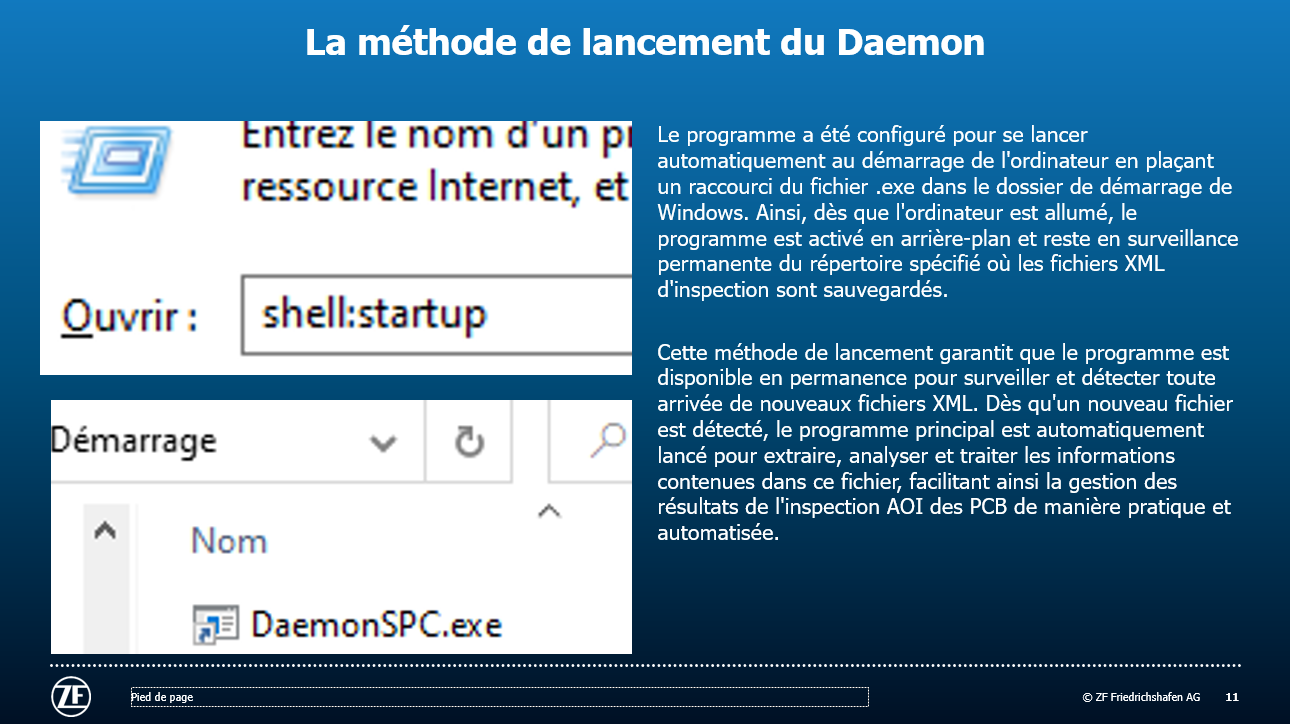 La méthode de lancement du Daemon
Entrez le nom d'un
ressource Internet, et
Ouvrir :
shell:startup
Démarrage
Nom
DaemonSPC.exe
Le programme a été configuré pour se lancer
automatiquement au démarrage de l'ordinateur en plaçant
un raccourci du fichier .exe dans le dossier de démarrage de
Windows. Ainsi, dès que l'ordinateur est allumé, le
programme est activé en arrière-plan et reste en surveillance
permanente du répertoire spécifié où les fichiers XML
d'inspection sont sauvegardés.
Cette méthode de lancement garantit que le programme est
disponible en permanence pour surveiller et détecter toute
arrivée de nouveaux fichiers XML. Dès qu'un nouveau fichier
est détecté, le programme principal est automatiquement
lancé pour extraire, analyser et traiter les informations
contenues dans ce fichier, facilitant ainsi la gestion des
résultats de l'inspection AOI des PCB de manière pratique et
automatisée.
ZF
Pied de page
© ZF Friedrichshafen AG
11